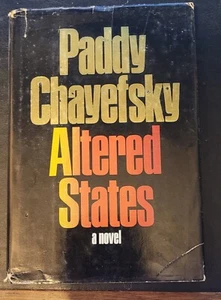 Paddy
Chayefsky
Altered
States
a novel